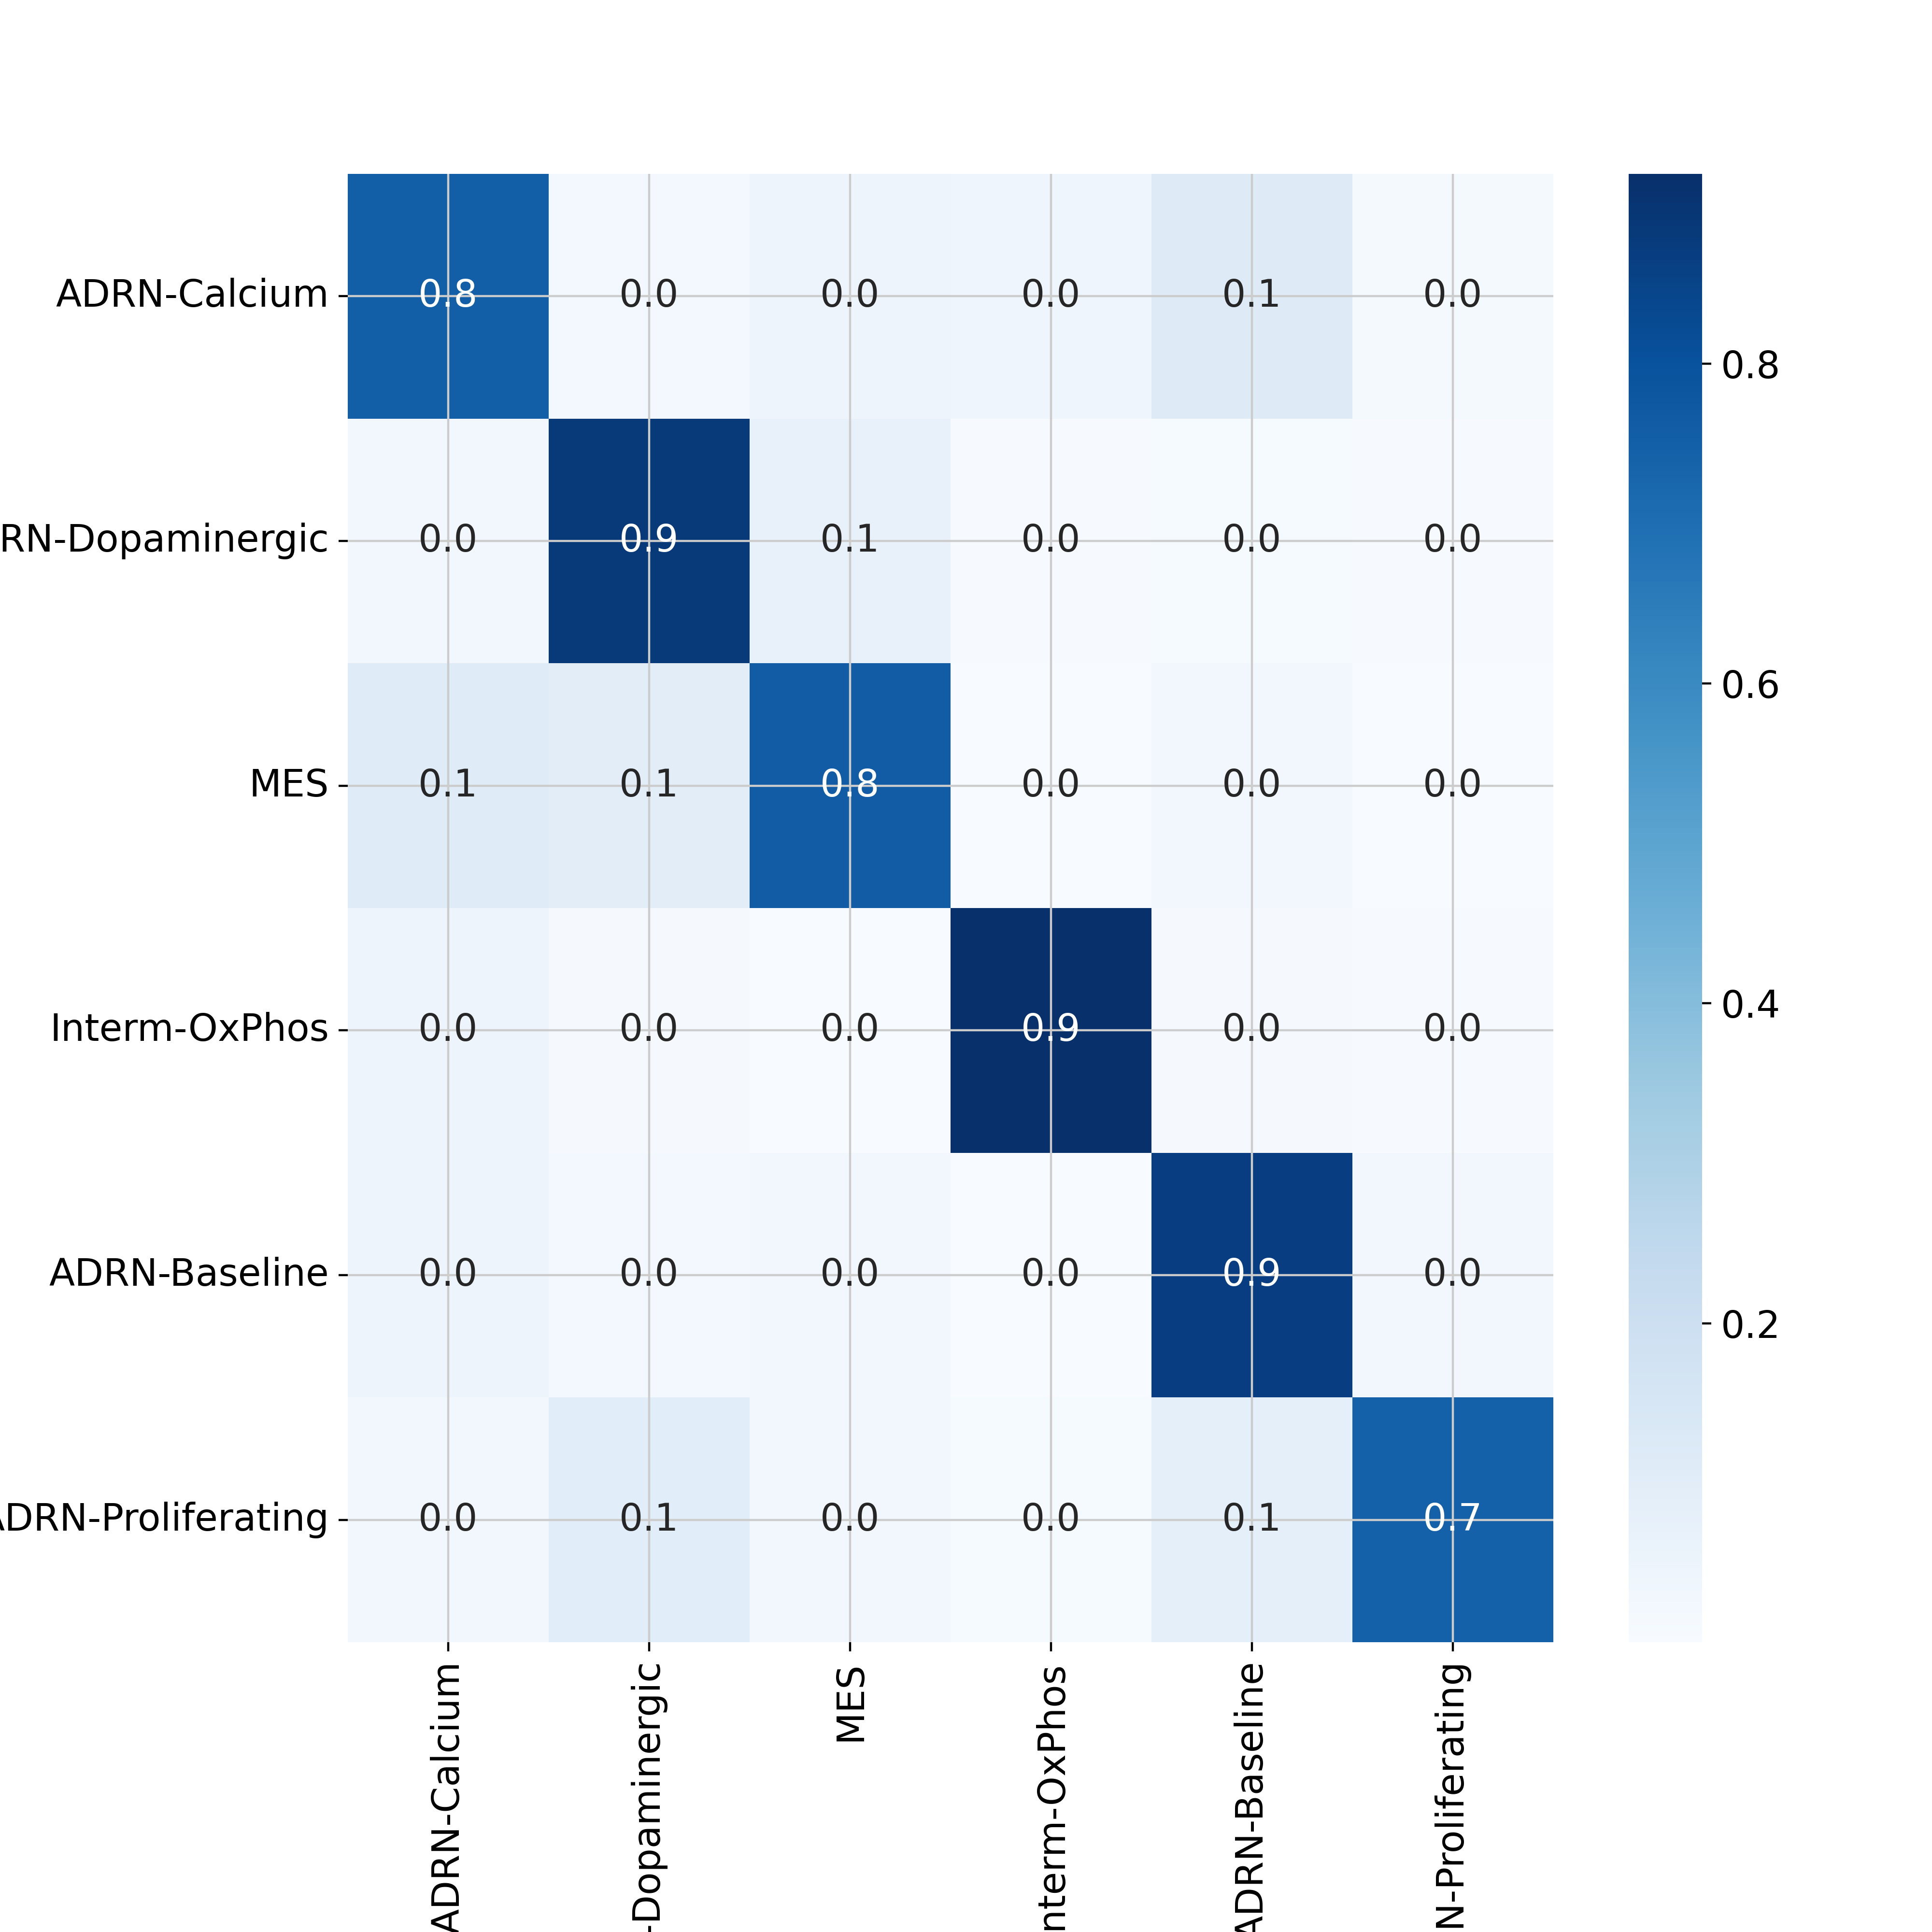 ADRN-Calcium 0.8 0.0 0.0 0.0 0.1 0.0
RN-Dopaminergic 0.0 0.9 0.1 0.0 0.0 0.0
MES 0.1 0.1 0.8 0.0 0.0 0.0
Interm-OxPhos 0.0 0.0 0.0 0.9 0.0 0.0
ADRN-Baseline 0.0 0.0 0.0 0.0 0.9 0.0
ADRN-Proliferating 0.0 0.1 0.0 0.0 0.1 0.7
ADRN-Calcium
-Dopaminergic
MES
nterm-OxPhos
ADRN-Baseline
N-Proliferating
0.8
0.6
0.4
0.2